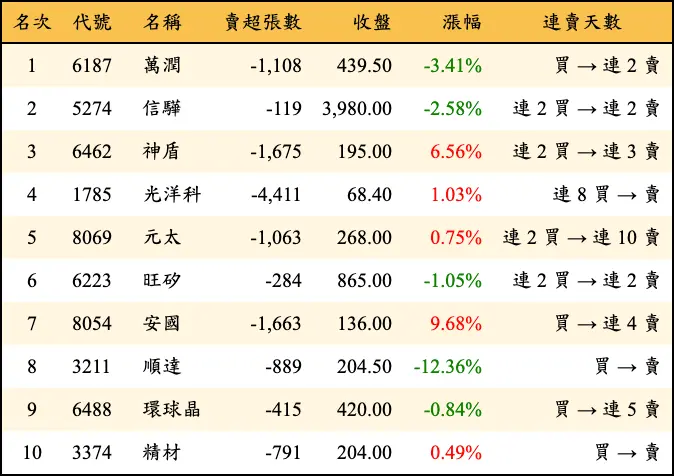 名次 代號 名稱 賣超張數 收盤 漲幅 連賣天數
1 6187 萬潤 -1,108 439.50 -3.41% 買 → 連 2 賣
2 5274 信驊 -119 3,980.00 -2.58% 連 2 買 → 連 2 賣
3 6462 神盾 -1,675 195.00 6.56% 連 2 買 → 連 3 賣
4 1785 光洋科 -4,411 68.40 1.03% 連 8 買 → 賣
5 8069 元太 -1,063 268.00 0.75% 連 2 買 → 連 10 賣
6 6223 旺矽 -284 865.00 -1.05% 連 2 買 → 連 2 賣
7 8054 安國 -1,663 136.00 9.68% 買 → 連 4 賣
8 3211 順達 -889 204.50 -12.36% 買 → 賣
9 6488 環球晶 -415 420.00 -0.84% 買 → 連 5 賣
10 3374 精材 -791 204.00 0.49% 買 → 賣